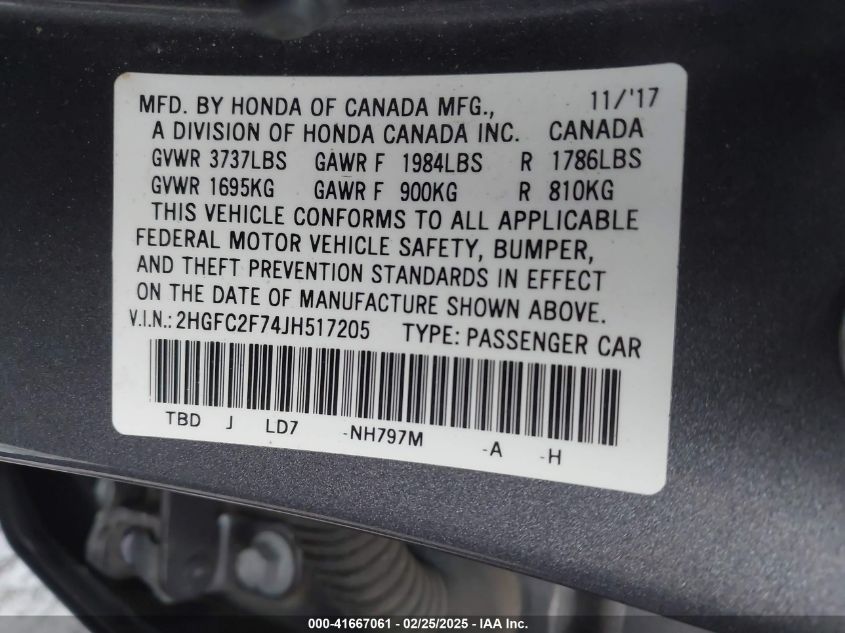 MFD. BY HONDA OF CANADA MFG., 11/'17
A DIVISION OF HONDA CANADA INC. CANADA
GVWR 3737LBS GAWR F 1984LBS R 1786LBS
GVWR 1695KG GAWR F 900KG R 810KG
THIS VEHICLE CONFORMS TO ALL APPLICABLE
FEDERAL MOTOR VEHICLE SAFETY, BUMPER,
AND THEFT PREVENTION STANDARDS IN EFFECT
ON THE DATE OF MANUFACTURE SHOWN ABOVE.
V.I.N.: 2HGFC2F74JH517205 TYPE: PASSENGER CAR
TBD J LD7 -NH797M -A -H
000-41667061 - 02/25/2025 - IAA Inc.